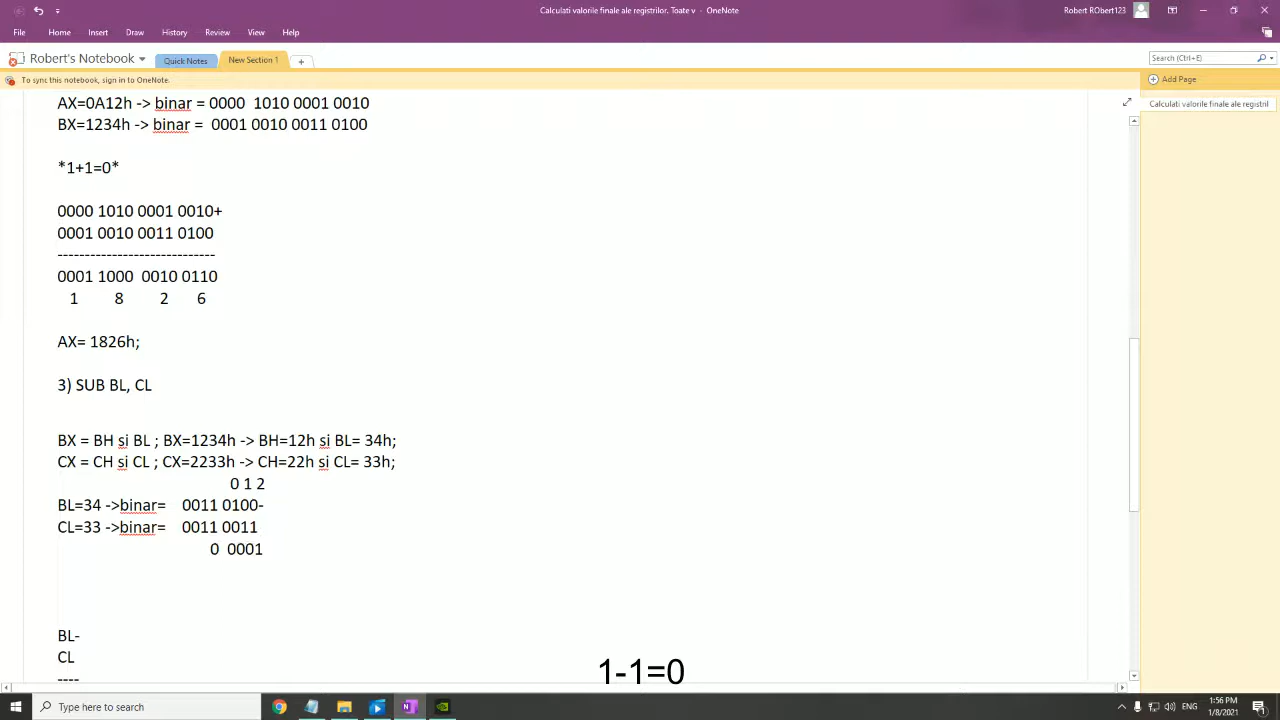 Calculati valorile finale ale registrilor. Toate v - OneNote
Robert RObert123
File Home Insert Draw History Review View Help
Robert's Notebook Quick Notes New Section 1
Search (Ctrl+E)
To sync this notebook, sign in to OneNote.
Add Page
Calculati valorile finale ale registril
AX=0A12h -> binar = 0000 1010 0001 0010
BX=1234h -> binar = 0001 0010 0011 0100
*1+1=0*
0000 1010 0001 0010+
0001 0010 0011 0100
-----------------------------
0001 1000 0010 0110
1 8 2 6
AX= 1826h;
3) SUB BL, CL
BX = BH si BL ; BX=1234h -> BH=12h si BL= 34h;
CX = CH si CL ; CX=2233h -> CH=22h si CL= 33h;
0 1 2
BL=34 ->binar= 0011 0100-
CL=33 ->binar= 0011 0011
0 0001
BL-
CL
----
1-1=0
Type here to search
ENG
1:56 PM
1/8/2021